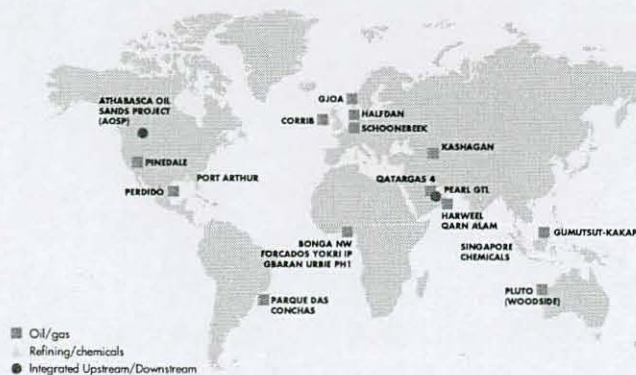 GJOA
ATHABASCA OIL
SANDS PROJECT
(AOSP)
HALFDAN
CORRIB
SCHOONEBEEK
KASHAGAN
PINEDALE
PORT ARTHUR
QATARGAS 4
PEARL GTL
PERDIDO
HARWEEL
QARN ALAM
GUMUTSUT-KAKAP
BONGA NW
FORCADOS YOKRI IP
GBARAN URBIE PH1
SINGAPORE
CHEMICALS
PLUTO
(WOODSIDE)
PARQUE DAS
CONCHAS
Oil/gas
Refining/chemicals
Integrated Upstream/Downstream